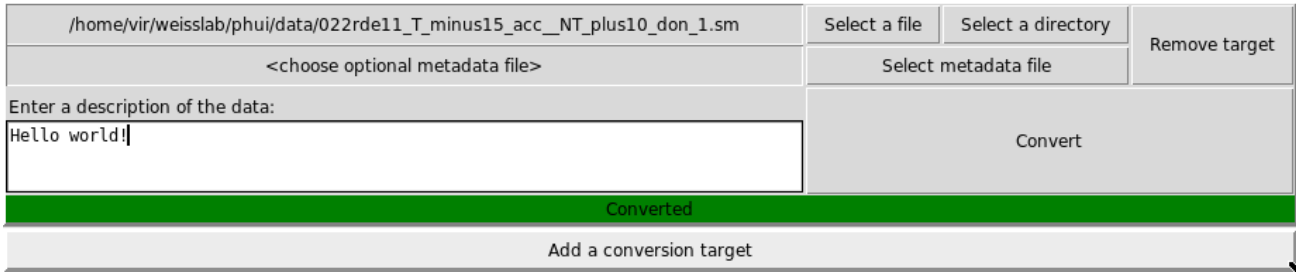 /home/vir/weisslab/phui/data/022rde11_T_minus15_acc__NT_plus10_don_1.sm
Select a file
Select a directory
Remove target
<choose optional metadata file>
Select metadata file
Enter a description of the data:
Hello world!
Convert
Converted
Add a conversion target